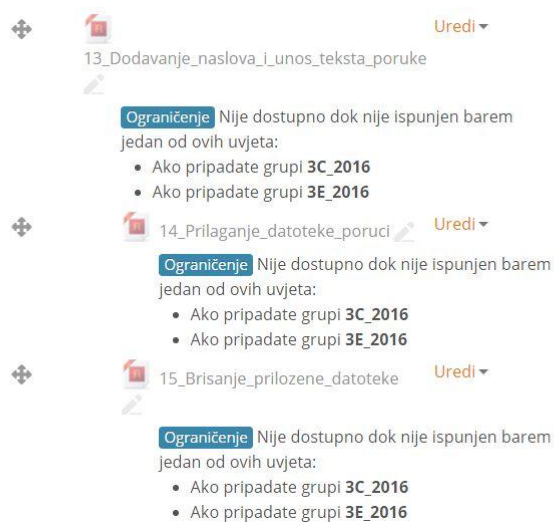 Uredi
13_Dodavanje_naslova_i_unos_teksta_poruke
Ograničenje Nije dostupno dok nije ispunjen barem
jedan od ovih uvjeta:
• Ako pripadate grupi 3C_2016
• Ako pripadate grupi 3E_2016
14_Prilaganje_datoteke_poruci Uredi
Ograničenje Nije dostupno dok nije ispunjen barem
jedan od ovih uvjeta:
• Ako pripadate grupi 3C_2016
• Ako pripadate grupi 3E_2016
15_Brisanje_prilozene_datoteke Uredi
Ograničenje Nije dostupno dok nije ispunjen barem
jedan od ovih uvjeta:
• Ako pripadate grupi 3C_2016
• Ako pripadate grupi 3E_2016